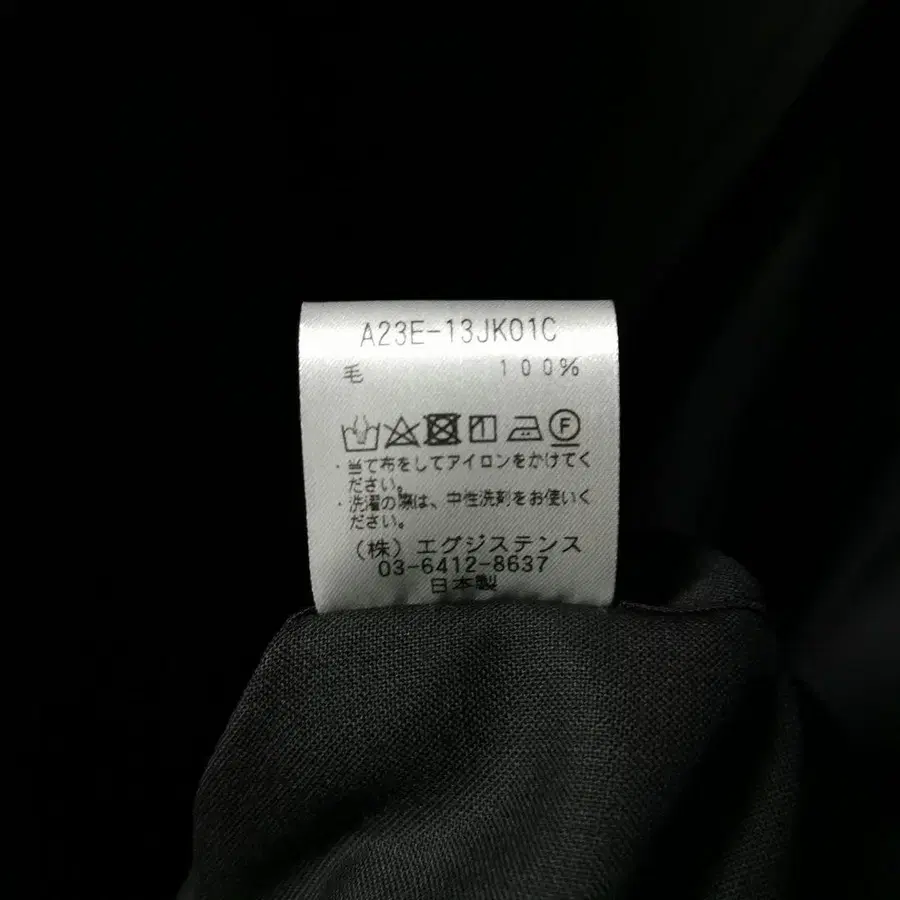 A23E-13JK01C
毛 100%
F
・当て布をしてアイロンをかけてく
ださい。
・洗濯の際は、中性洗剤をお使いく
ださい。
(株)エグジステンス
03-6412-8637
日本製